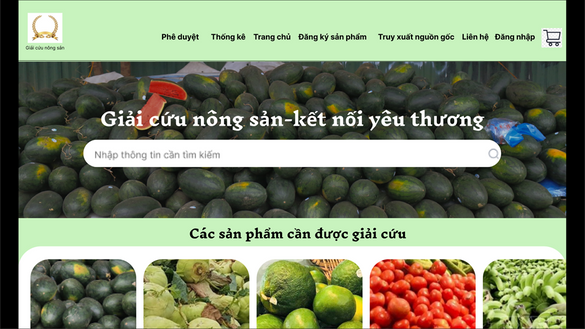 Giải cứu nông sản
Phê duyệt Thống kê Trang chủ Đăng ký sản phẩm Truy xuất nguồn gốc Liên hệ Đăng nhập
Giải cứu nông sản-kết nối yêu thương
Nhập thông tin cần tìm kiếm
Các sản phẩm cần được giải cứu